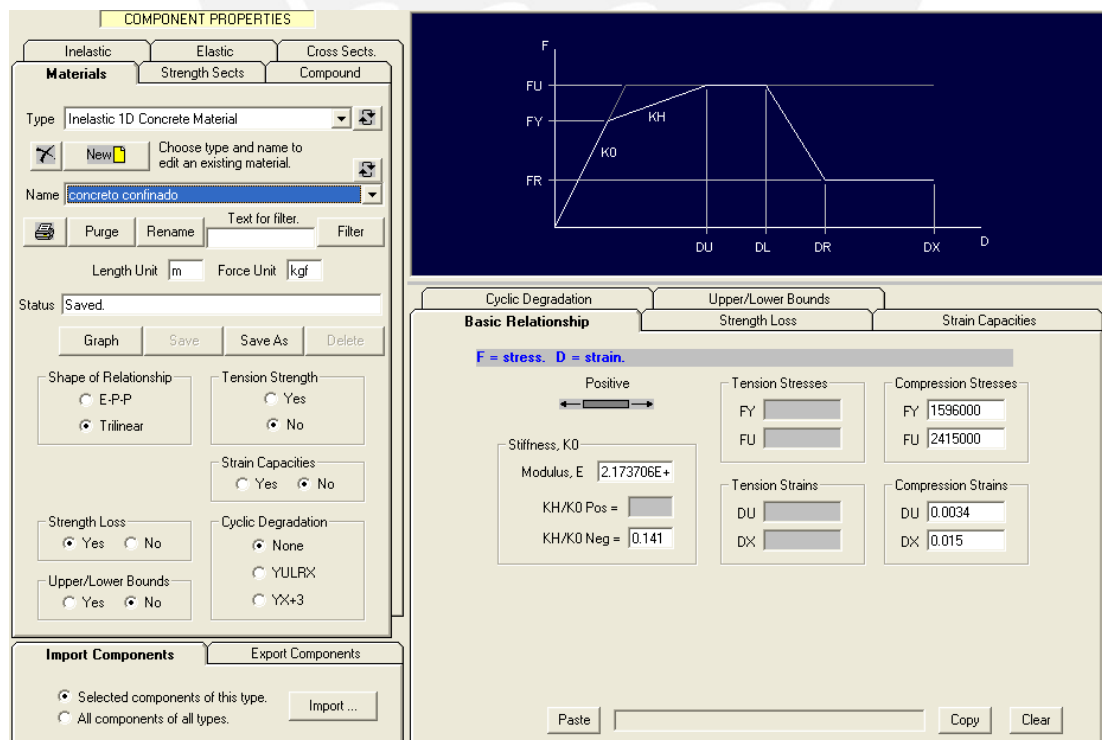 COMPONENT PROPERTIES
Inelastic Elastic Cross Sects.
Materials Strength Sects Compound
Type Inelastic 1D Concrete Material
New Choose type and name to
edit an existing material.
Name concreto confinado
Text for filter.
Purge Rename Filter
Length Unit m Force Unit kgf
Status Saved.
Graph Save Save As Delete
Shape of Relationship
E-P-P
Trilinear
Tension Strength
Yes
No
Strain Capacities
Yes No
Strength Loss
Yes No
Cyclic Degradation
None
YULRX
YX+3
Upper/Lower Bounds
Yes No
Import Components Export Components
Selected components of this type.
All components of all types.
Import ...
F
FU
FY
KH
K0
FR
DU DL DR DX D
Cyclic Degradation Upper/Lower Bounds
Basic Relationship Strength Loss Strain Capacities
F = stress. D = strain.
Positive
Stiffness, K0
Modulus, E 2.173706E+
KH/K0 Pos =
KH/K0 Neg = 0.141
Tension Stresses
FY
FU
Compression Stresses
FY 1596000
FU 2415000
Tension Strains
DU
DX
Compression Strains
DU 0.0034
DX 0.015
Paste Copy Clear